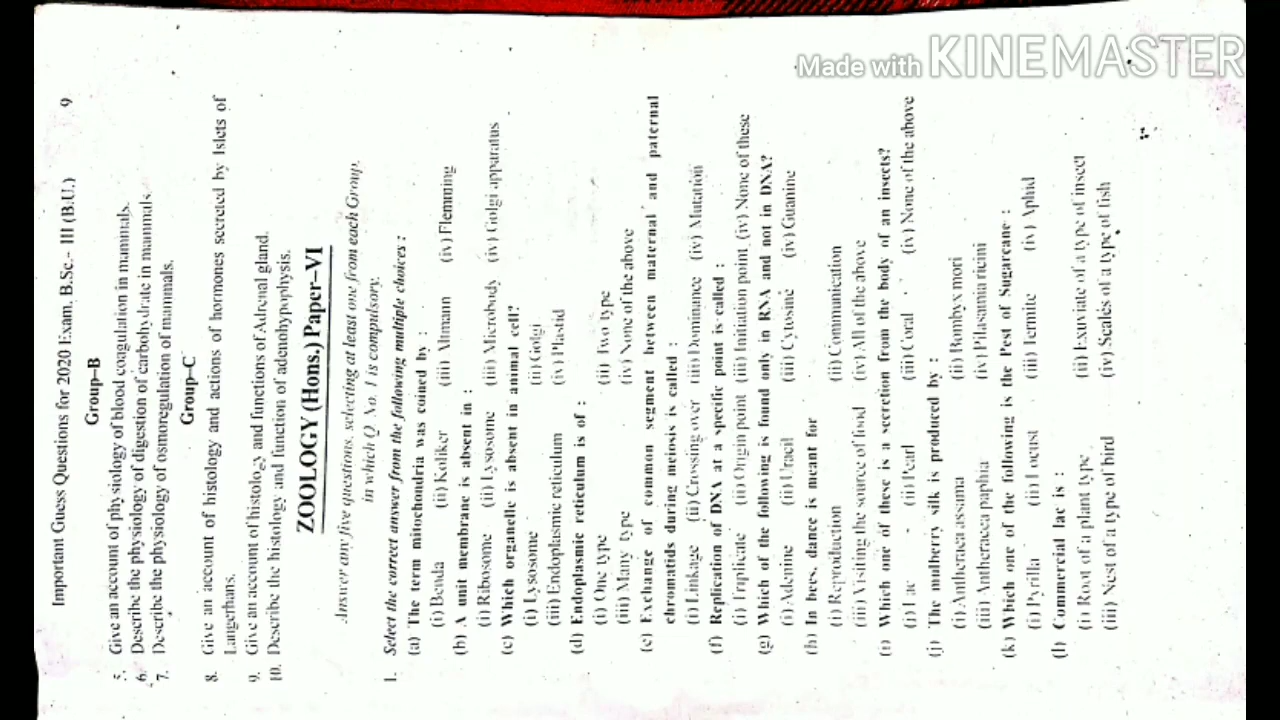 Important Guess Questions for 2020 Exam, B.Sc.- III (B.U.) 9
Group–B
5. Give an account of physiology of blood coagulation in mammals.
6. Describe the physiology of digestion of carbohydrate in mammals.
7. Describe the physiology of osmoregulation of mammals.
Group–C
8. Give an account of histology and actions of hormones secreted by Islets of
Langerhans.
9. Give an account of histology and functions of Adrenal gland.
10. Describe the histology and function of adenohypophysis.
ZOOLOGY (Hons.) Paper–VI
Answer any five questions, selecting at least one from each Group,
in which Q. No. 1 is compulsory.
1. Select the correct answer from the following multiple choices :
(a) The term mitochondria was coined by :
(i) Benda (ii) Koliker (iii) Altmann (iv) Flemming
(b) A unit membrane is absent in :
(i) Ribosome (ii) Lysosome (iii) Microbody (iv) Golgi apparatus
(c) Which organelle is absent in animal cell?
(i) Lysosome (ii) Golgi
(iii) Endoplasmic reticulum (iv) Plastid
(d) Endoplasmic reticulum is of :
(i) One type (ii) Two type
(iii) Many type (iv) None of the above
(e) Exchange of common segment between maternal and paternal
chromatids during meiosis is called :
(i) Linkage (ii) Crossing over (iii) Dominance (iv) Mutation
(f) Replication of DNA at a specific point is called :
(i) Triplicate (ii) Origin point (iii) Initiation point (iv) None of these
(g) Which of the following is found only in RNA and not in DNA?
(i) Adenine (ii) Uracil (iii) Cytosine (iv) Guanine
(h) In bees, dance is meant for
(i) Reproduction (ii) Communication
(iii) Visiting the source of food (iv) All of the above
(i) Which one of these is a secretion from the body of an insects?
(i) Lac (ii) Pearl (iii) Coral (iv) None of the above
(j) The mulberry silk is produced by :
(i) Antheraea assama (ii) Bombyx mori
(iii) Antheracea paphia (iv) Pilasamia ricini
(k) Which one of the following is the Pest of Sugarcane :
(i) Pyrilla (ii) Locust (iii) Termite (iv) Aphid
(l) Commercial lac is :
(i) Root of a plant type (ii) Exuviate of a type of insect
(iii) Nest of a type of bird (iv) Scales of a type of fish
Made with KINEMASTER